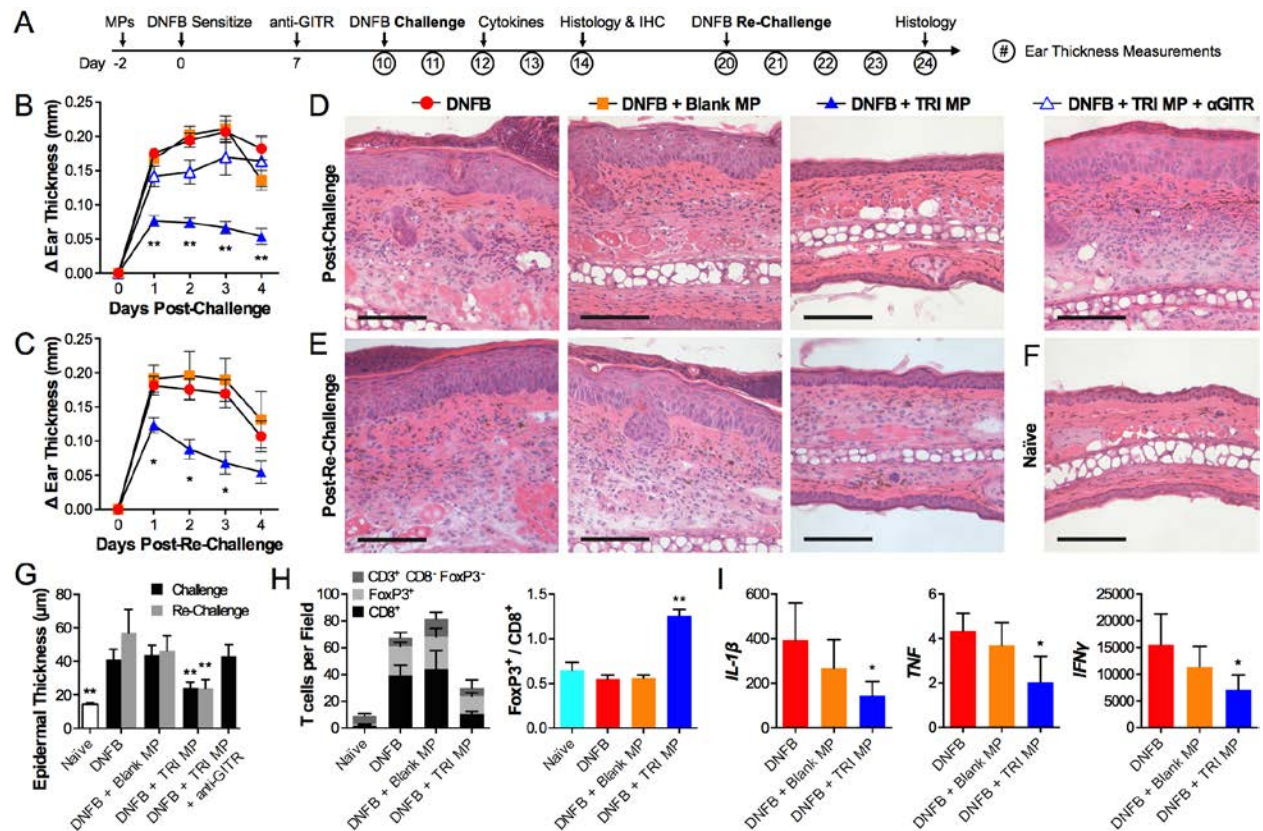 A
MPs DNFB Sensitize anti-GITR DNFB Challenge Cytokines Histology & IHC DNFB Re-Challenge Histology
Day -2 0 7 10 11 12 13 14 20 21 22 23 24
# Ear Thickness Measurements
B
Δ Ear Thickness (mm)
0.25
0.20
0.15
0.10
0.05
0.00
** ** ** **
0 1 2 3 4
Days Post-Challenge
C
Δ Ear Thickness (mm)
0.25
0.20
0.15
0.10
0.05
0.00
* * *
0 1 2 3 4
Days Post-Re-Challenge
D
DNFB DNFB + Blank MP DNFB + TRI MP DNFB + TRI MP + αGITR
Post-Challenge
E
Post-Re-Challenge
F
Naïve
G
Epidermal Thickness (µm)
80
60
40
20
0
Challenge
Re-Challenge
** ** **
Naïve
DNFB
DNFB + Blank MP
DNFB + TRI MP
DNFB + TRI MP
+ anti-GITR
H
T cells per Field
100
80
60
40
20
0
CD3+ CD8- FoxP3-
FoxP3+
CD8+
Naïve
DNFB
DNFB + Blank MP
DNFB + TRI MP
FoxP3+ / CD8+
1.5
1.0
0.5
0.0
**
Naïve
DNFB
DNFB + Blank MP
DNFB + TRI MP
I
IL-1β
600
400
200
0
*
DNFB
DNFB + Blank MP
DNFB + TRI MP
TNF
6
4
2
0
*
DNFB
DNFB + Blank MP
DNFB + TRI MP
IFNγ
25000
20000
15000
10000
5000
0
*
DNFB
DNFB + Blank MP
DNFB + TRI MP